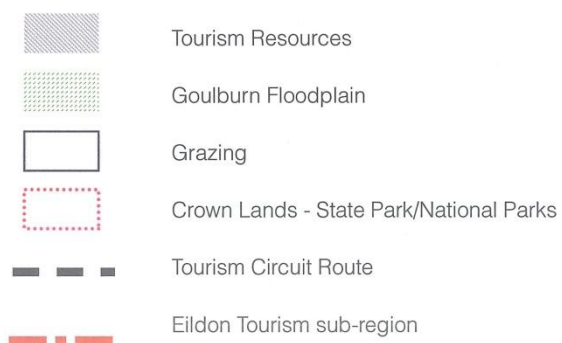 Tourism Resources
Goulburn Floodplain
Grazing
Crown Lands - State Park/National Parks
Tourism Circuit Route
Eildon Tourism sub-region